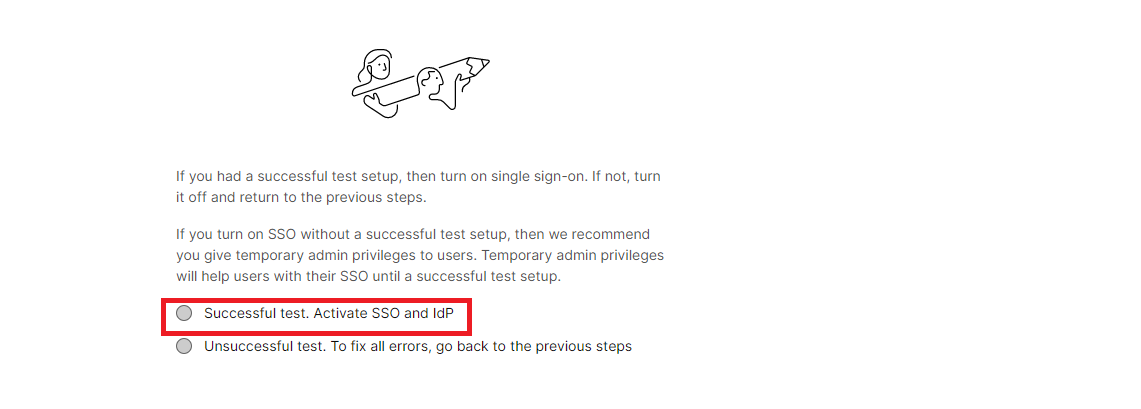 If you had a successful test setup, then turn on single sign-on. If not, turn
it off and return to the previous steps.
If you turn on SSO without a successful test setup, then we recommend
you give temporary admin privileges to users. Temporary admin privileges
will help users with their SSO until a successful test setup.
Successful test. Activate SSO and IdP
Unsuccessful test. To fix all errors, go back to the previous steps